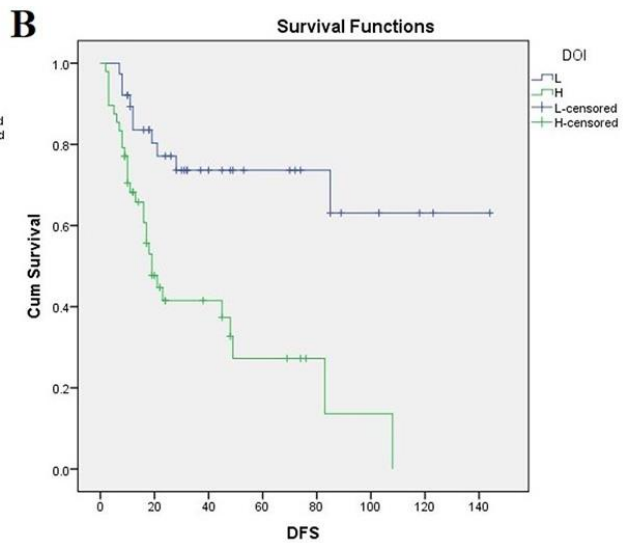 B
Survival Functions
DOI
L
H
L-censored
H-censored
1.0
0.8
0.6
0.4
0.2
0.0
Cum Survival
0 20 40 60 80 100 120 140
DFS